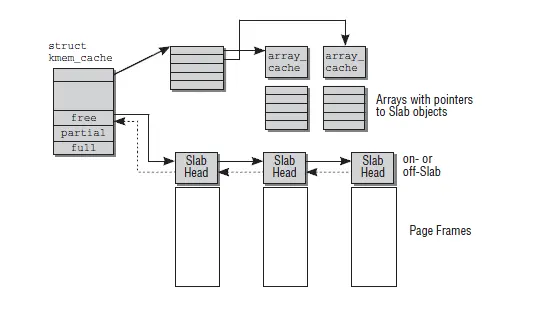 struct
kmem_cache
free
partial
full
array_
cache
array_
cache
Arrays with pointers
to Slab objects
Slab
Head
Slab
Head
Slab
Head
on- or
off-Slab
Page Frames